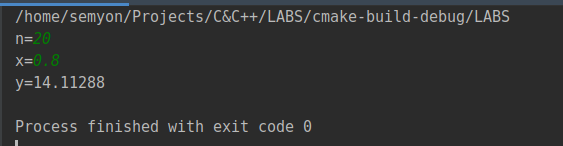 /home/semyon/Projects/C&C++/LABS/cmake-build-debug/LABS
n=20
x=0.8
y=14.11288
Process finished with exit code 0